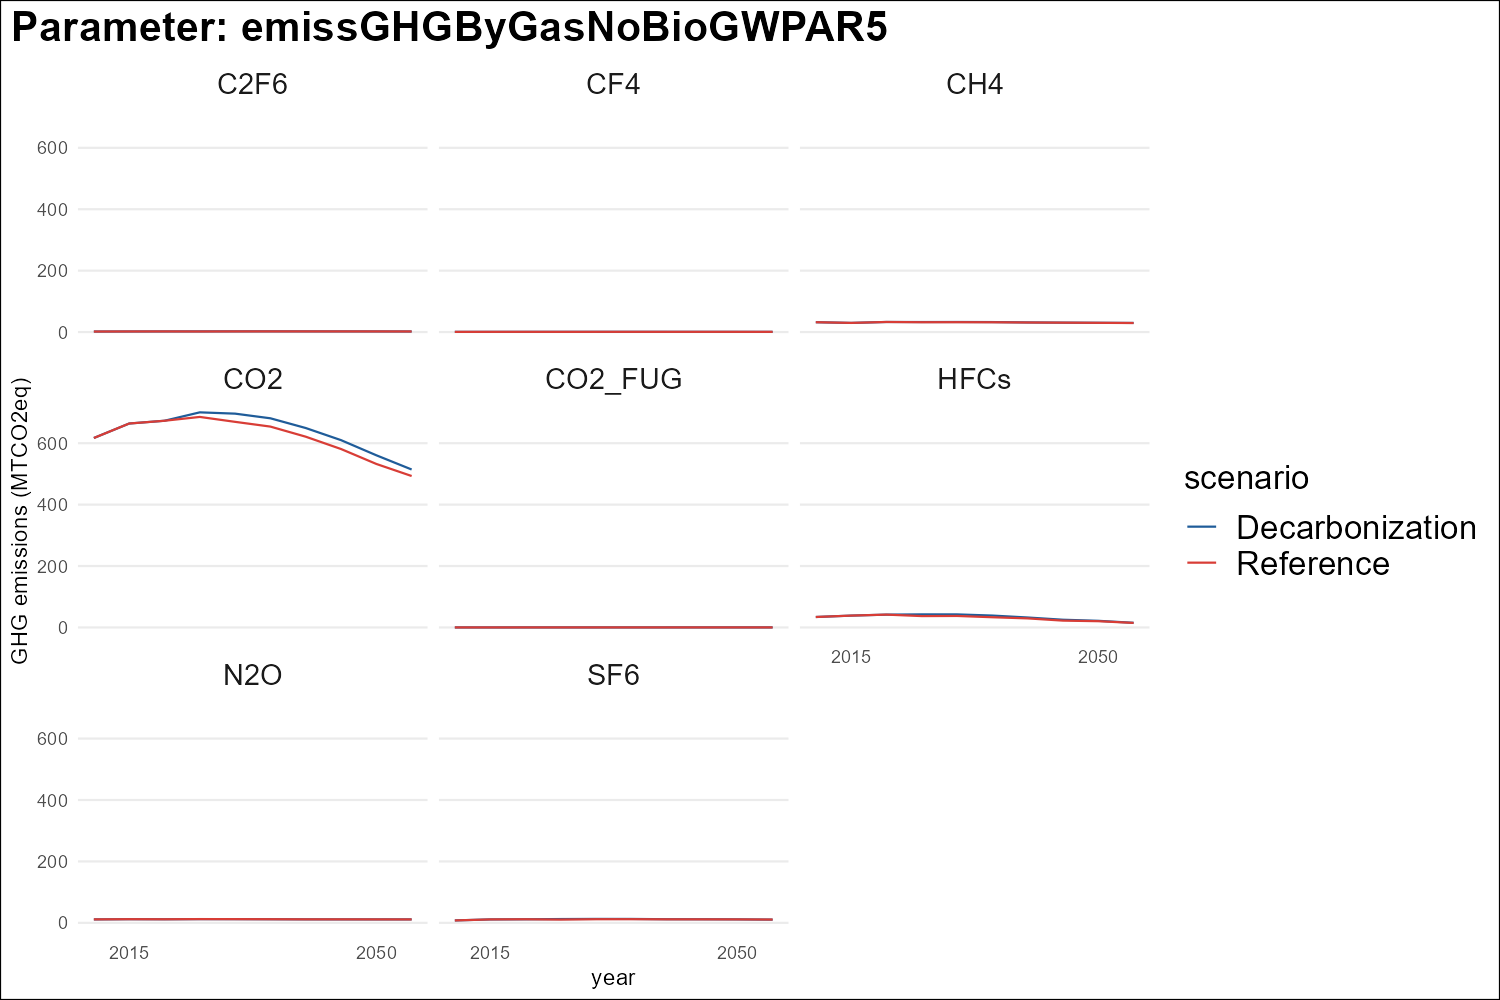 Parameter: emissGHGByGasNoBioGWPAR5
C2F6
CF4
CH4
600
400
200
0
CO2
CO2_FUG
HFCs
600
400
200
0
2015
2050
GHG emissions (MTCO2eq)
N2O
SF6
600
400
200
0
2015
2050
2015
2050
year
scenario
Decarbonization
Reference